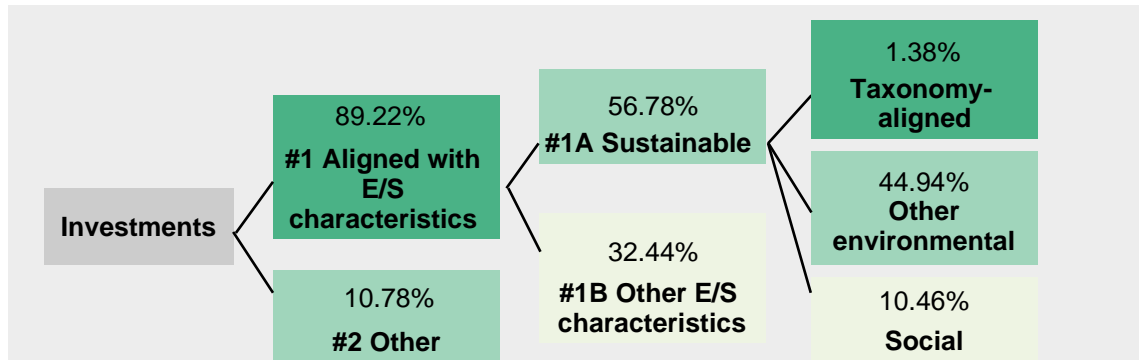 Investments
89.22%
#1 Aligned with
E/S
characteristics
10.78%
#2 Other
56.78%
#1A Sustainable
32.44%
#1B Other E/S
characteristics
1.38%
Taxonomy-
aligned
44.94%
Other
environmental
10.46%
Social